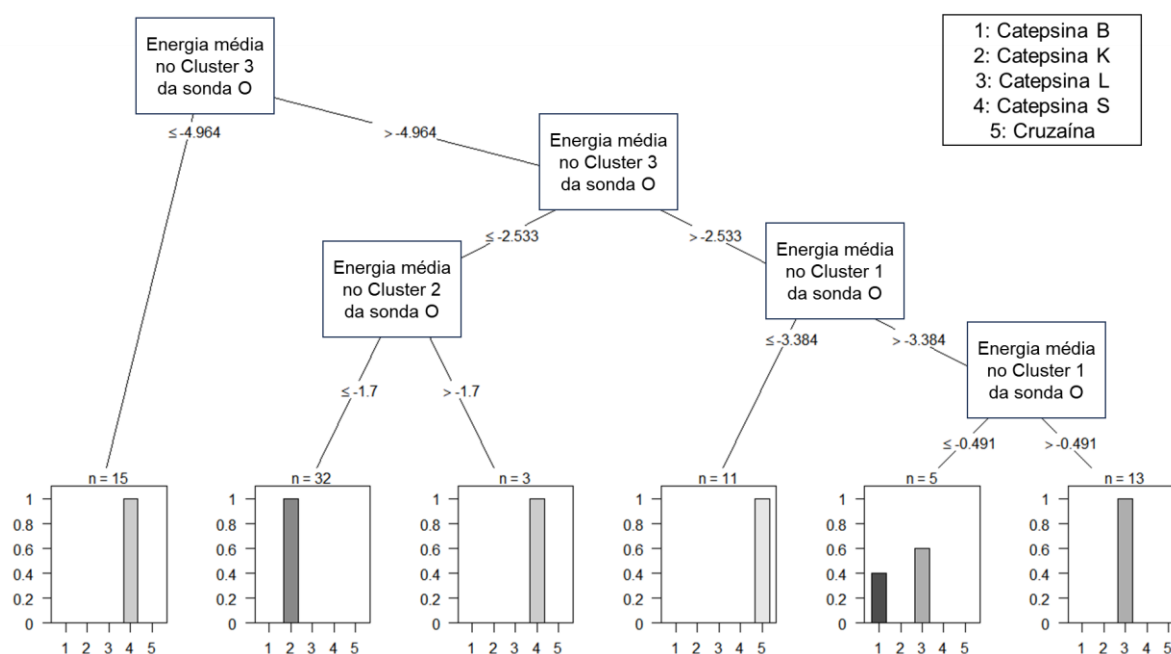 Energia média
no Cluster 3
da sonda O
1: Catepsina B
2: Catepsina K
3: Catepsina L
4: Catepsina S
5: Cruzaína
≤ -4.964
> -4.964
Energia média
no Cluster 3
da sonda O
≤ -2.533
> -2.533
Energia média
no Cluster 2
da sonda O
Energia média
no Cluster 1
da sonda O
≤ -1.7
> -1.7
≤ -3.384
> -3.384
Energia média
no Cluster 1
da sonda O
≤ -0.491
> -0.491
n = 15
1
0.8
0.6
0.4
0.2
0
1 2 3 4 5
n = 32
1
0.8
0.6
0.4
0.2
0
1 2 3 4 5
n = 3
1
0.8
0.6
0.4
0.2
0
1 2 3 4 5
n = 11
1
0.8
0.6
0.4
0.2
0
1 2 3 4 5
n = 5
1
0.8
0.6
0.4
0.2
0
1 2 3 4 5
n = 13
1
0.8
0.6
0.4
0.2
0
1 2 3 4 5